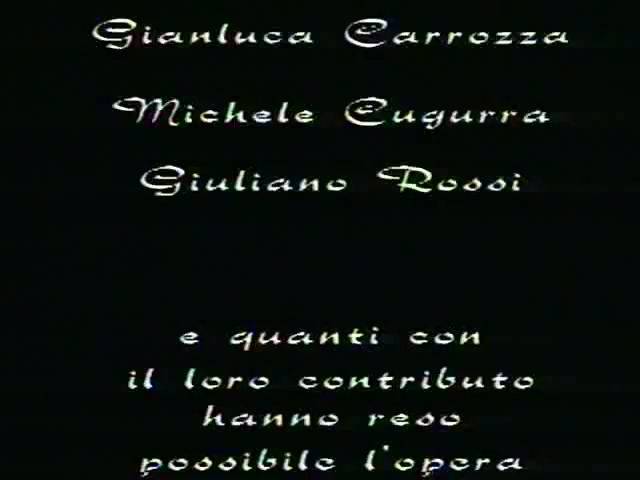 Gianluca Carrozza
Michele Cugurra
Giuliano Rossi
e quanti con
il loro contributo
hanno reso
possibile l'opera